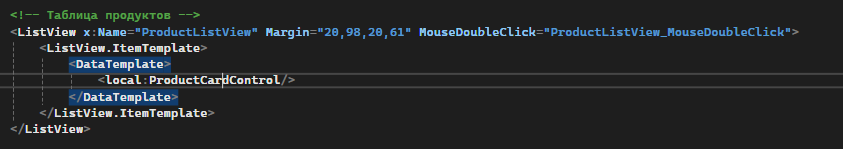 <!-- Таблица продуктов -->
<ListView x:Name="ProductListView" Margin="20,98,20,61" MouseDoubleClick="ProductListView_MouseDoubleClick">
<ListView.ItemTemplate>
<DataTemplate>
<local:ProductCardControl/>
</DataTemplate>
</ListView.ItemTemplate>
</ListView>